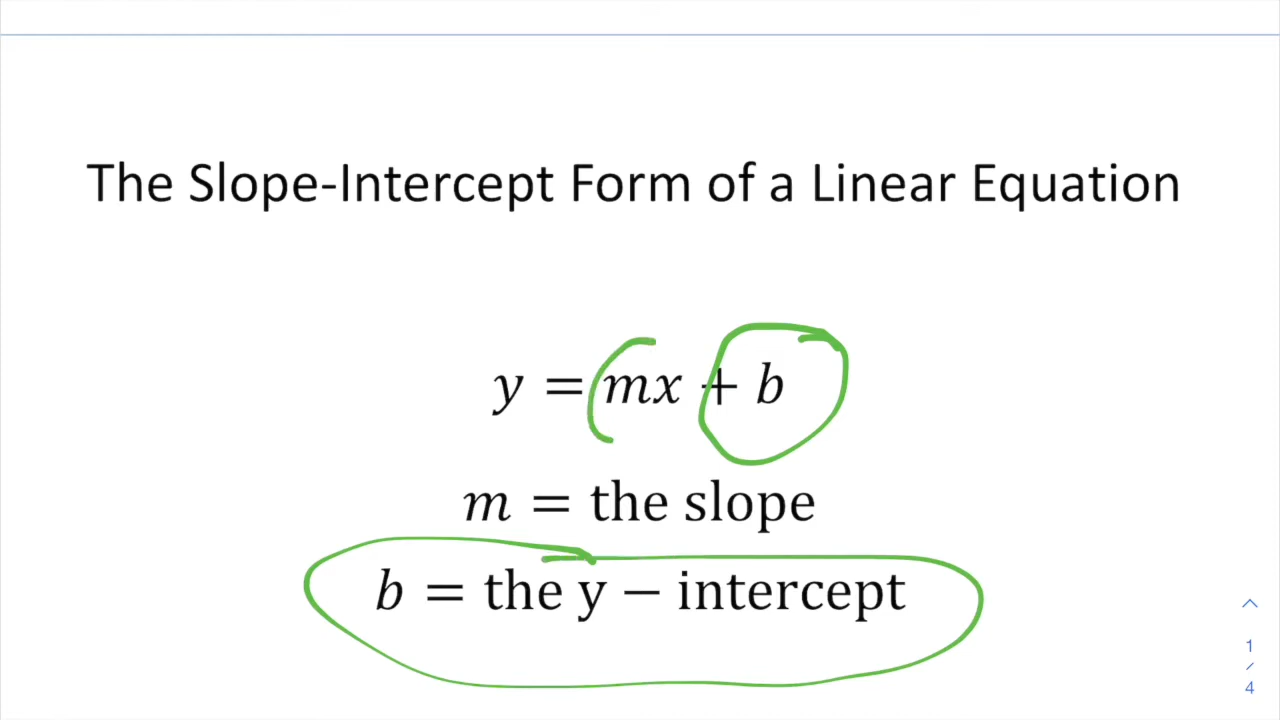 The Slope-Intercept Form of a Linear Equation
y = mx + b
m = the slope
b = the y − intercept
1
/
4